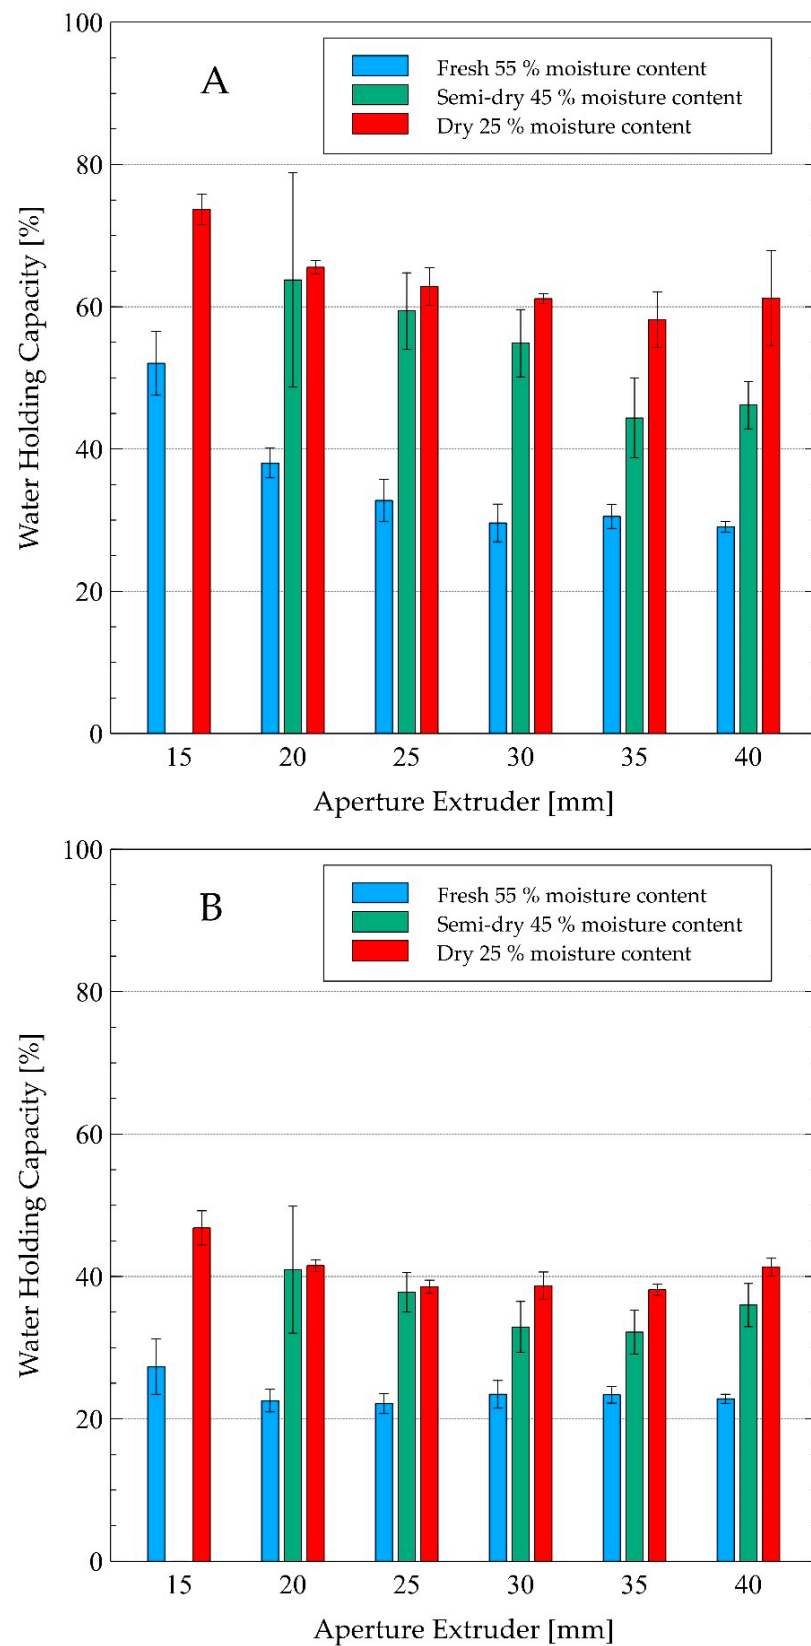 A
Fresh 55 % moisture content
Semi-dry 45 % moisture content
Dry 25 % moisture content
Water Holding Capacity [%]
100
80
60
40
20
0
15 20 25 30 35 40
Aperture Extruder [mm]
B
Fresh 55 % moisture content
Semi-dry 45 % moisture content
Dry 25 % moisture content
Water Holding Capacity [%]
100
80
60
40
20
0
15 20 25 30 35 40
Aperture Extruder [mm]